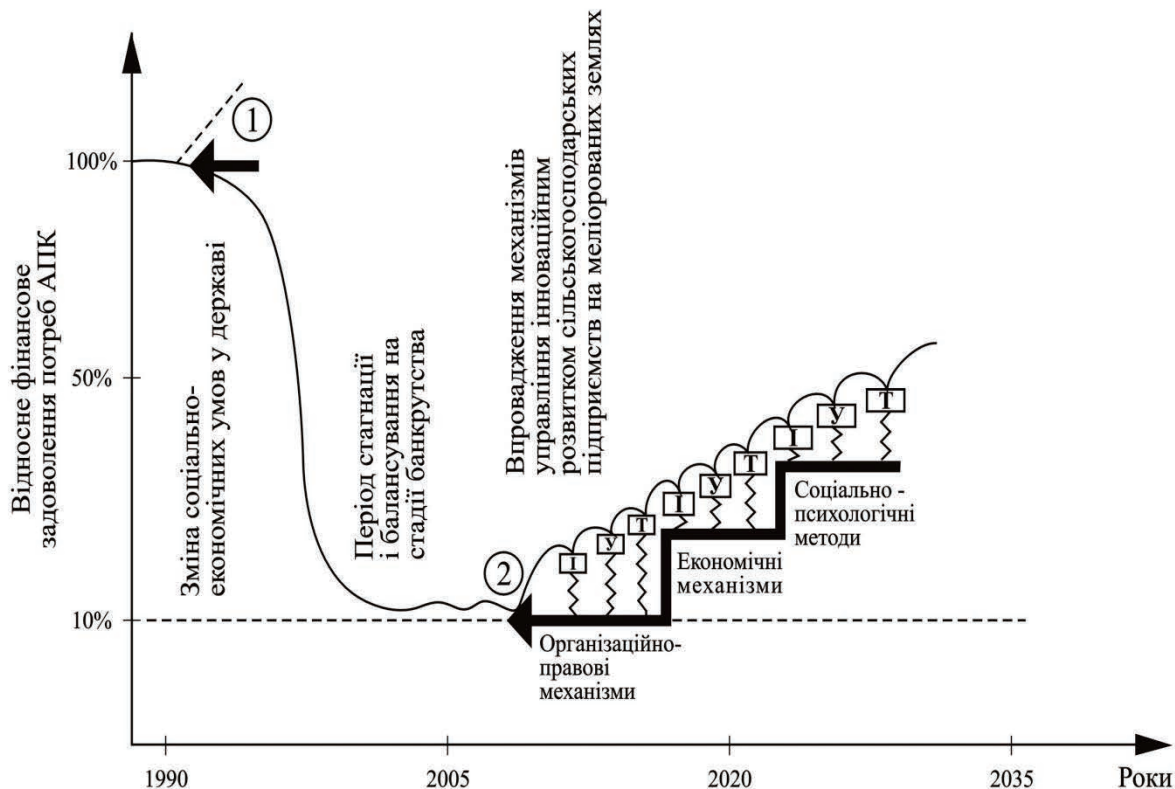 Відносне фінансове
задоволення потреб АПК
100%
50%
10%
1
Зміна соціально-
економічних умов у державі
Період стагнації
і балансування на
стадії банкрутства
2
Впровадження механізмів
управління інноваційним
розвитком сільськогосподарських
підприємств на меліорованих землях
І
У
Т
І
У
Т
І
У
Т
Організаційно-
правові
механізми
Економічні
механізми
Соціально -
психологічні
методи
1990
2005
2020
2035
Роки